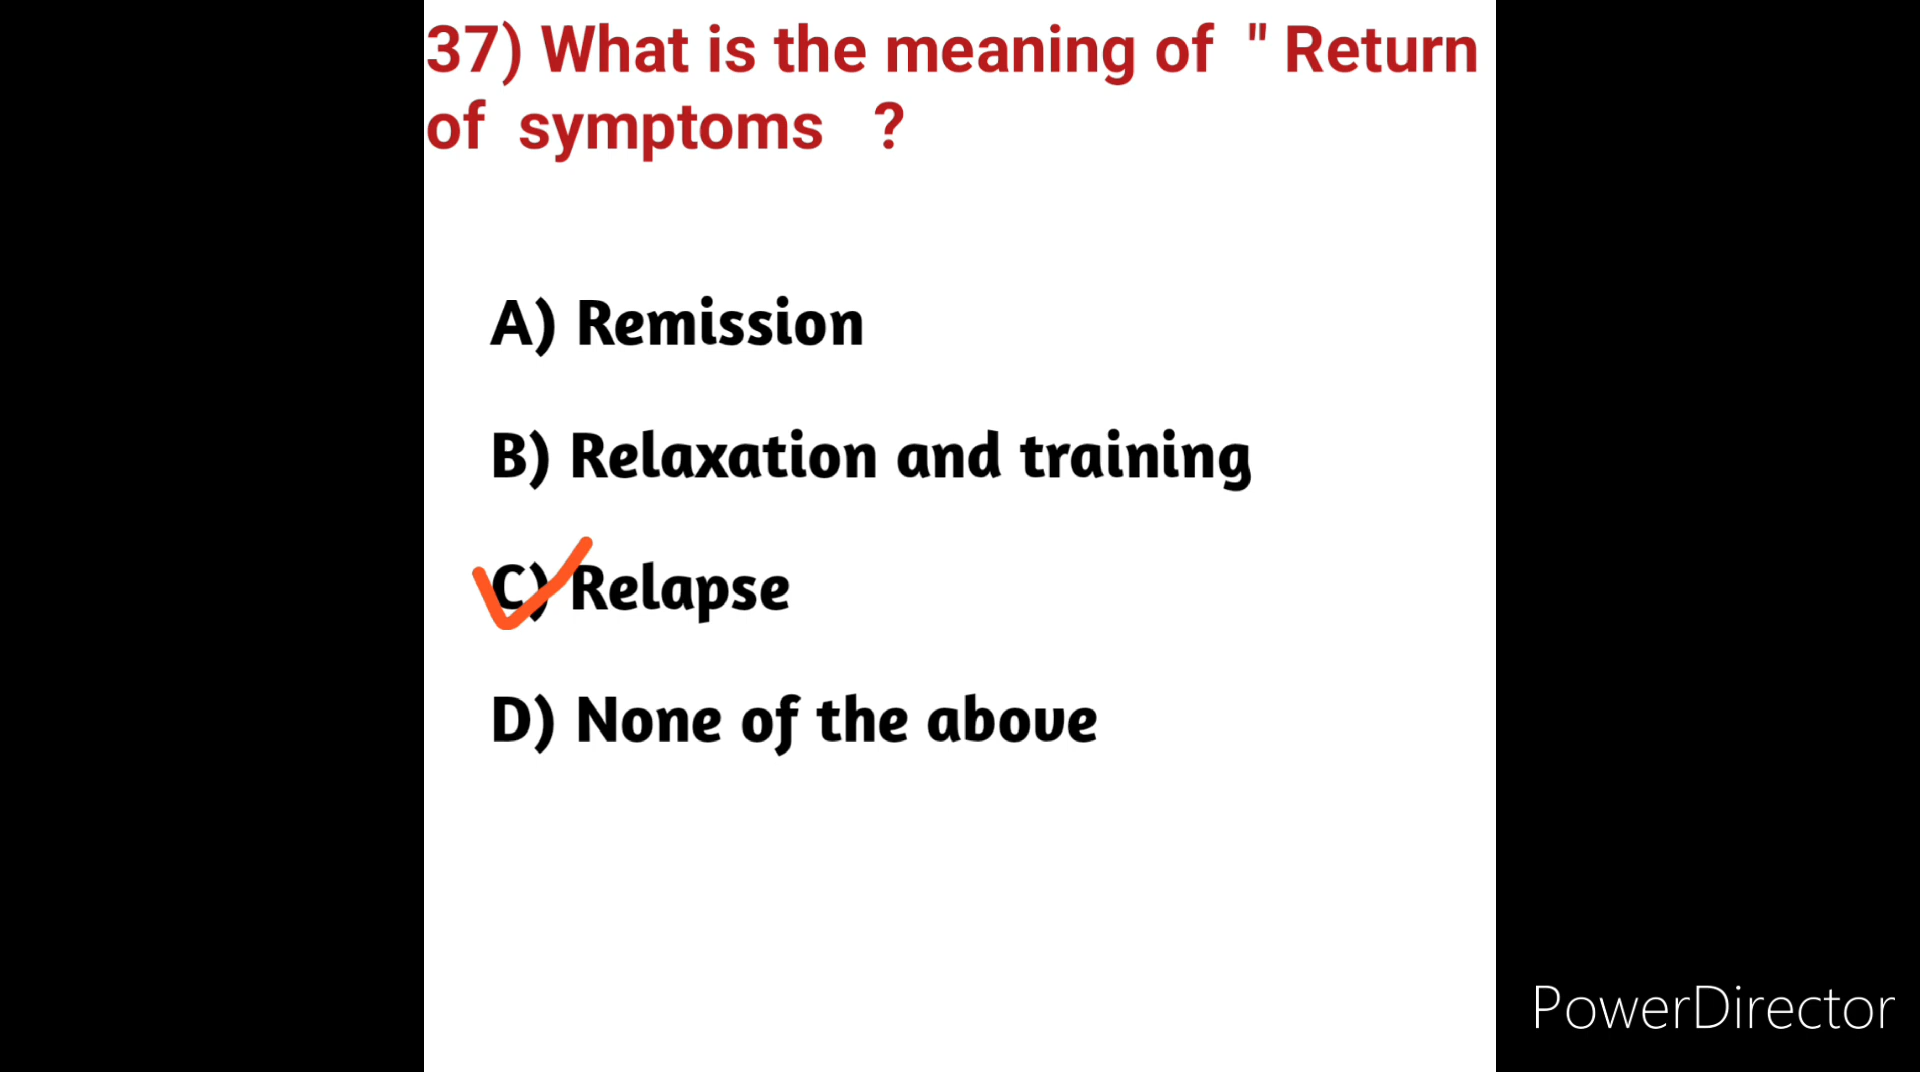 37) What is the meaning of " Return
of symptoms ?
A) Remission
B) Relaxation and training
C) Relapse
D) None of the above
PowerDirector